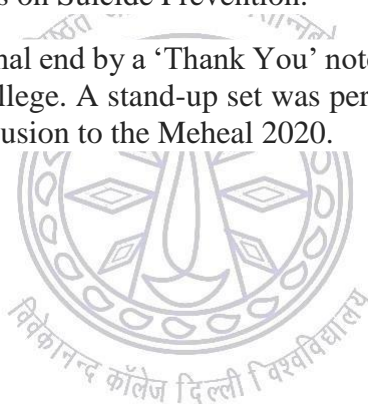 s on Suicide Prevention.
nal end by a ‘Thank You’ note
llege. A stand-up set was per
usion to the Meheal 2020.
विवेकानन्द कॉलेज दिल्ली विश्वविद्यालय